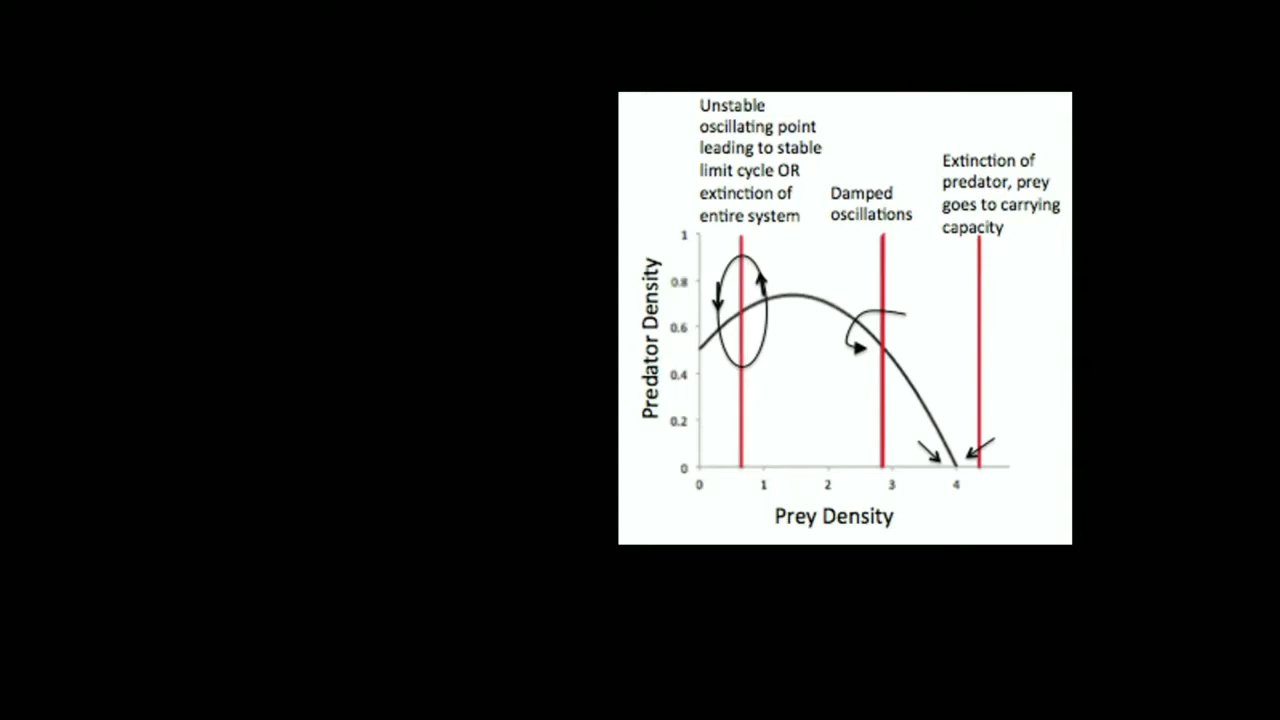 Unstable
oscillating point
leading to stable
limit cycle OR
extinction of
entire system
Damped
oscillations
Extinction of
predator, prey
goes to carrying
capacity
Predator Density
1
0.8
0.6
0.4
0.2
0
0 1 2 3 4
Prey Density